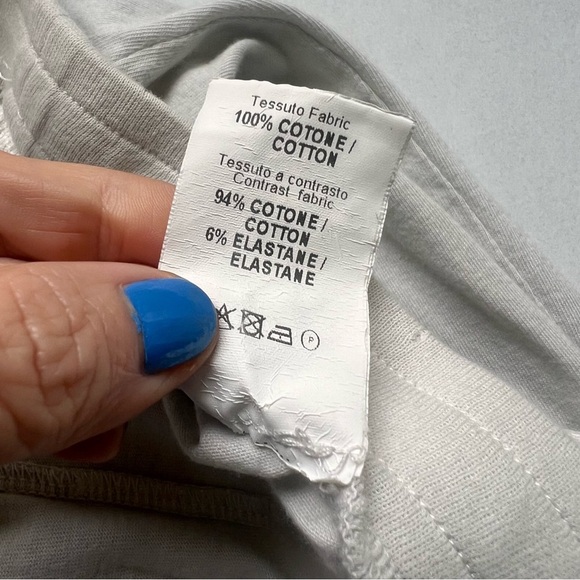 Tessuto Fabric
100% COTONE /
COTTON
Tessuto a contrasto
Contrast fabric
94% COTONE /
COTTON
6% ELASTANE /
ELASTANE
P